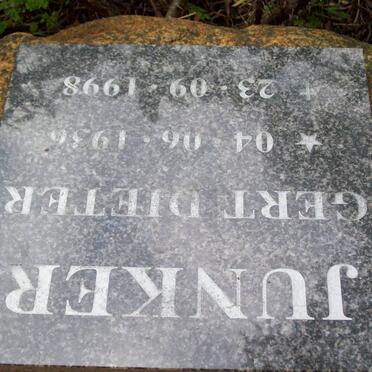 JUNKER
GERT DIETER
★ 04 · 06 · 1936
✝ 23 · 09 · 1998